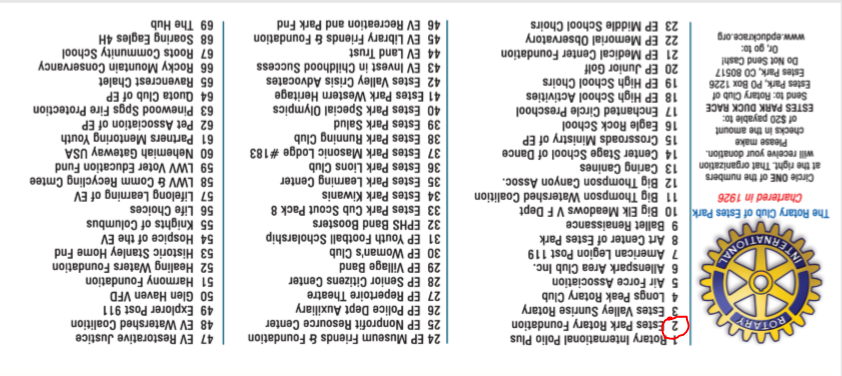 ROTARY
INTERNATIONAL
The Rotary Club of Estes Park
Chartered in 1926
Circle ONE of the numbers
at the right. That organization
will receive your donation.
Please make
checks in the amount
of $20 payable to:
ESTES PARK DUCK RACE
Send to: Rotary Club of
Estes Park, PO Box 1226
Estes Park, CO 80517
Do Not Send Cash!
Or, go to:
www.epduckrace.org
1 Rotary International Polio Plus
2 Estes Park Rotary Foundation
3 Estes Valley Sunrise Rotary
4 Longs Peak Rotary Club
5 Air Force Association
6 Allenspark Area Club Inc.
7 American Legion Post 119
8 Art Center of Estes Park
9 Ballet Renaissance
10 Big Elk Meadows V F Dept
11 Big Thompson Watershed Coalition
12 Big Thompson Canyon Assoc.
13 Caring Canines
14 Center Stage School of Dance
15 Crossroads Ministry of EP
16 Eagle Rock School
17 Enchanted Circle Preschool
18 EP High School Activities
19 EP High School Choirs
20 EP Junior Golf
21 EP Medical Center Foundation
22 EP Memorial Observatory
23 EP Middle School Choirs
24 EP Museum Friends & Foundation
25 EP Nonprofit Resource Center
26 EP Police Dept Auxiliary
27 EP Repertoire Theatre
28 EP Senior Citizens Center
29 EP Village Band
30 EP Woman's Club
31 EP Youth Football Scholarship
32 EPHS Band Boosters
33 Estes Park Cub Scout Pack 8
34 Estes Park Kiwanis
35 Estes Park Learning Center
36 Estes Park Lions Club
37 Estes Park Masonic Lodge #183
38 Estes Park Running Club
39 Estes Park Salud
40 Estes Park Special Olympics
41 Estes Park Western Heritage
42 Estes Valley Crisis Advocates
43 EV Invest in Childhood Success
44 EV Land Trust
45 EV Library Friends & Foundation
46 EV Recreation and Park Fnd
47 EV Restorative Justice
48 EV Watershed Coalition
49 Explorer Post 911
50 Glen Haven VFD
51 Harmony Foundation
52 Healing Waters Foundation
53 Historic Stanley Home Fnd
54 Hospice of the EV
55 Knights of Columbus
56 Life Choices
57 Lifelong Learning of EV
58 LWV & Comm Recycling Cmtee
59 LWV Voter Education Fund
60 Nehemiah Gateway USA
61 Partners Mentoring Youth
62 Pet Association of EP
63 Pinewood Spgs Fire Protection
64 Quota Club of EP
65 Ravencrest Chalet
66 Rocky Mountain Conservancy
67 Roots Community School
68 Soaring Eagles 4H
69 The Hub